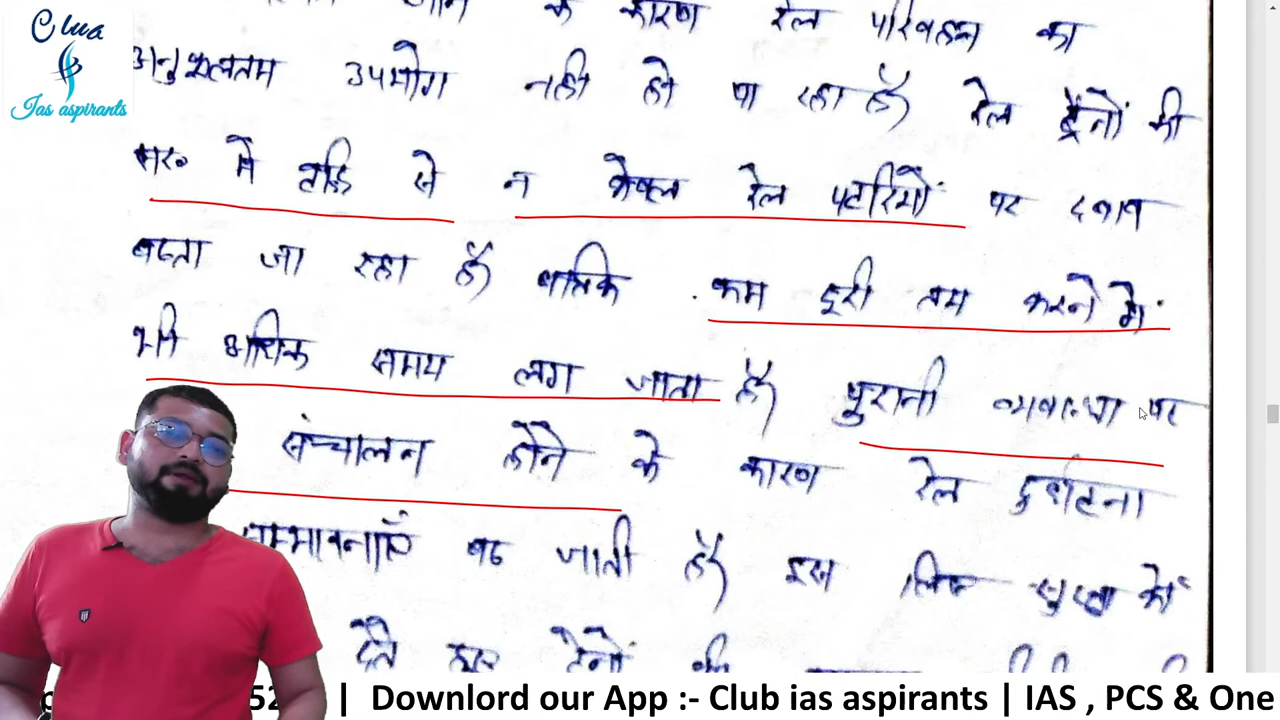 Clua
Ias aspirants
के कारण रेल परिवहन का
अनुकूलतम उपयोग नही हो पा रहा है। रेल ट्रैनों की
में वृद्धि से न केवल रेल पटरियों पर दबाव
बढता जा रहा है। बल्कि कम दूरी तय करने में
भी अधिक समय लग जाता है। पुरानी व्यवस्था पर
संच्चालन होने के कारण रेल दुर्घटना
सम्भावनाएँ बढ जाती है। इस लिए सुरक्षा को
देते हुए
52 | Downlord our App :- Club ias aspirants | IAS , PCS & One